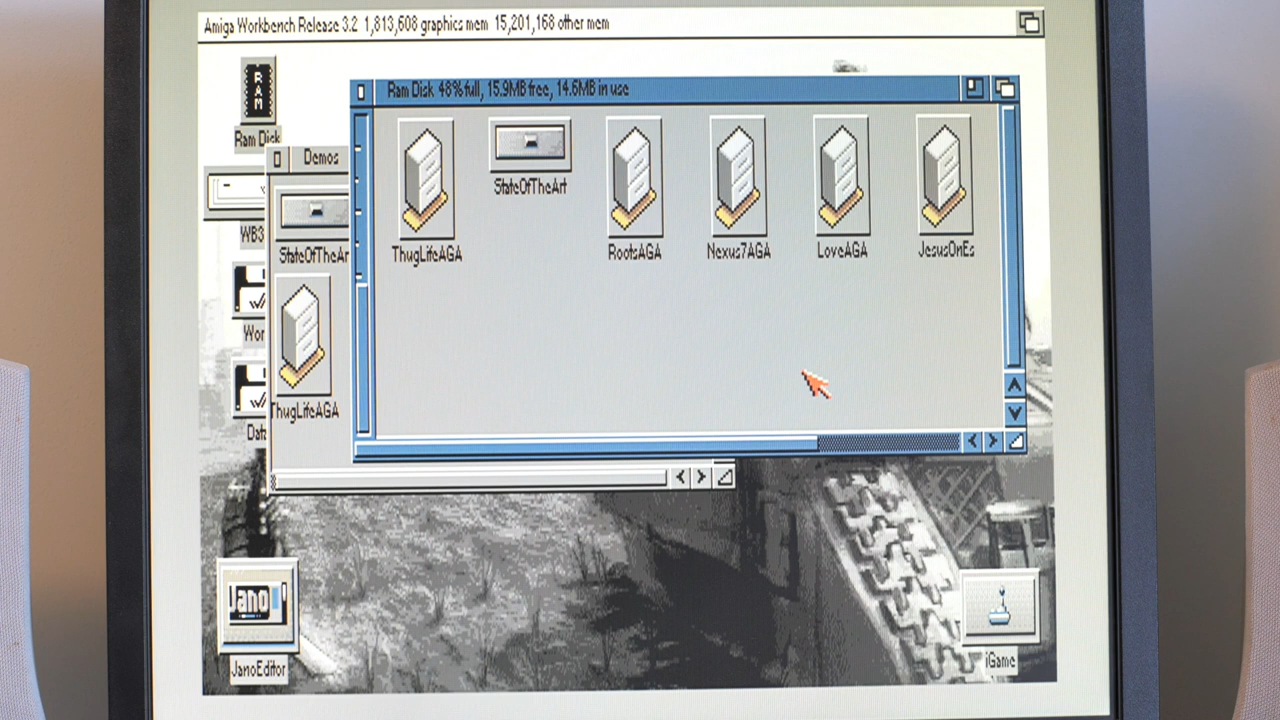 Amiga Workbench Release 3.2 1,813,608 graphics mem 15,201,168 other mem
RAM
Ram Disk
Ram Disk 48% full, 15.9MB free, 14.6MB in use
ThugLifeAGA
StateOfTheArt
RootsAGA
Nexus7AGA
LoveAGA
JesusOnEs
Demos
StateOfTheAr
ThugLifeAGA
WB3
Wor
Data
Jano
JanoEditor
iGame